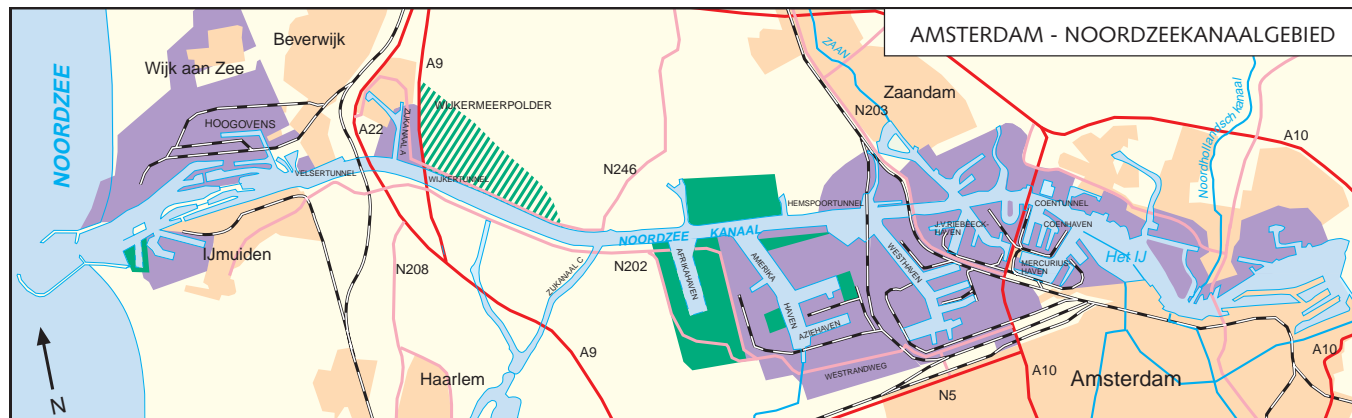 AMSTERDAM - NOORDZEEKANAALGEBIED
Beverwijk
Wijk aan Zee
NOORDZEE
HOOGOVENS
A9
A22
ZIJKANAAL A
WIJKERMEERPOLDER
VELSERTUNNEL
WIJKERTUNNEL
IJmuiden
N208
N202
N246
ZIJKANAAL C
A9
Haarlem
N
ZAAN
Zaandam
N203
HEMSPOORTUNNEL
NOORDZEE KANAAL
AFRIKAHAVEN
AMERIKA
HAVEN
AZIEHAVEN
WESTHAVEN
WESTRANDWEG
J.V.RIEBEECK-
HAVEN
COENTUNNEL
COENHAVEN
MERCURIUS-
HAVEN
Het IJ
Noordhollandsch kanaal
A10
A10
A10
N5
Amsterdam